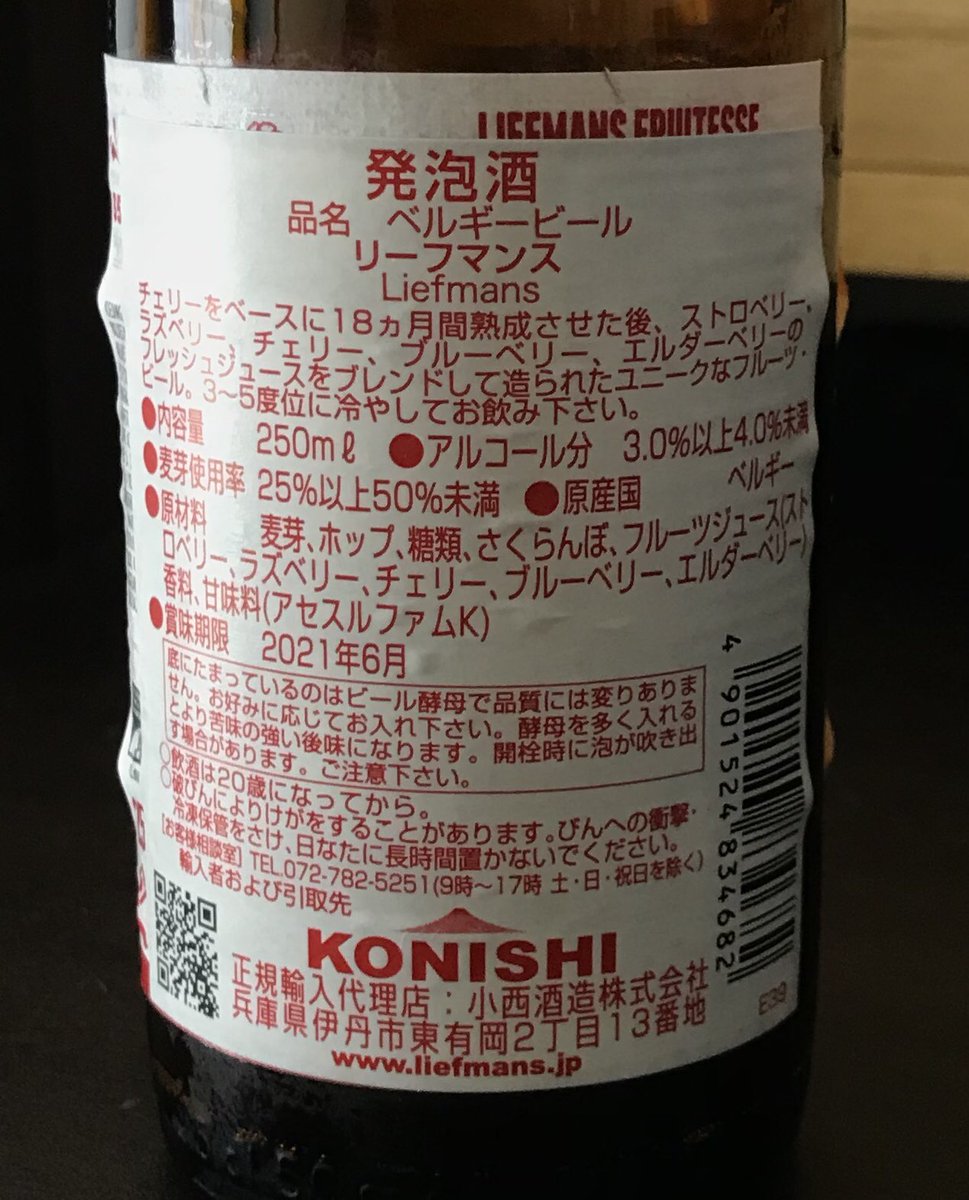 LIEFMANS FRUITESSE
発泡酒
品名 ベルギービール
リーフマンス
Liefmans
チェリーをベースに18ヵ月間熟成させた後、ストロベリー、
ラズベリー、チェリー、ブルーベリー、エルダーベリーの
フレッシュジュースをブレンドして造られたユニークなフルーツ・
ビール。3〜5度位に冷やしてお飲み下さい。
●内容量 250mℓ ●アルコール分 3.0%以上4.0%未満
●麦芽使用率 25%以上50%未満 ●原産国 ベルギー
●原材料 麦芽、ホップ、糖類、さくらんぼ、フルーツジュース(スト
ロベリー、ラズベリー、チェリー、ブルーベリー、エルダーベリー)
香料、甘味料(アセスルファムK)
●賞味期限 2021年6月
底にたまっているのはビール酵母で品質には変りありま
せん。お好みに応じてお入れ下さい。酵母を多く入れる
とより苦味の強い後味になります。開栓時に泡が吹き出
す場合があります。ご注意下さい。
○飲酒は20歳になってから。
○破びんによりけがをすることがあります。びんへの衝撃・
冷凍保管をさけ、日なたに長時間置かないでください。
[お客様相談室] TEL.072-782-5251(9時〜17時 土・日・祝日を除く)
輸入者および引取先
KONISHI
正規輸入代理店:小西酒造株式会社
兵庫県伊丹市東有岡2丁目13番地
www.liefmans.jp
4 901524 834682
E39